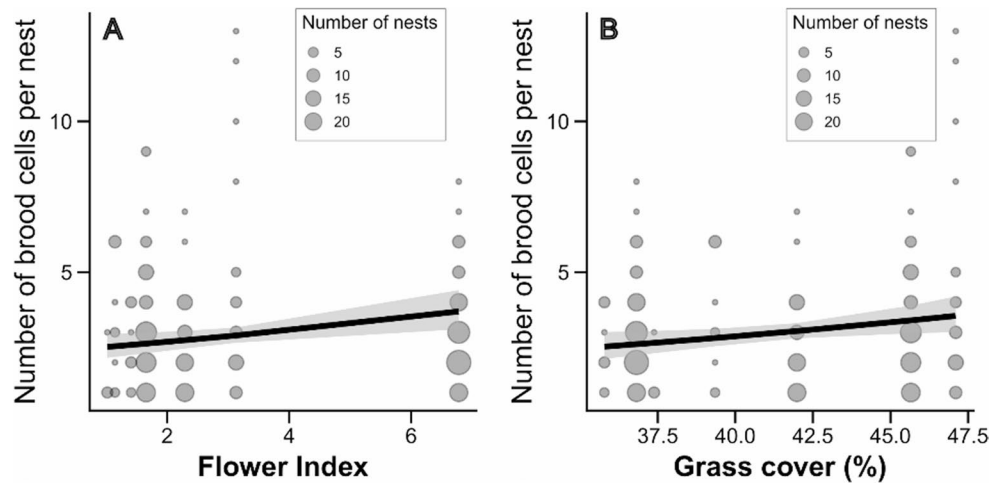 A
Number of brood cells per nest
10
5
Number of nests
5
10
15
20
2
4
6
Flower Index
B
Number of brood cells per nest
10
5
Number of nests
5
10
15
20
37.5
40.0
42.5
45.0
47.5
Grass cover (%)